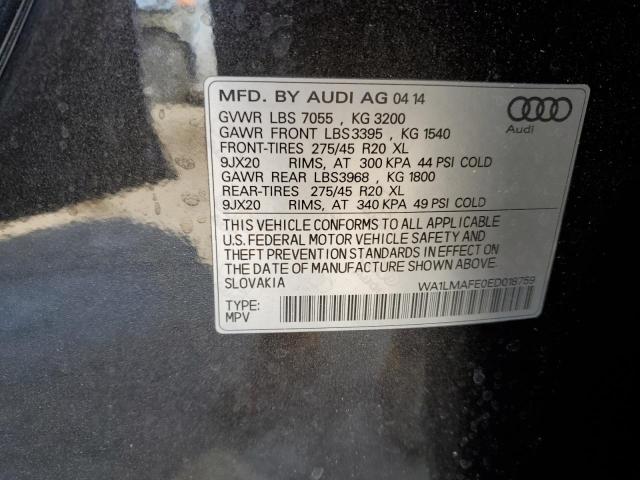 MFD. BY AUDI AG 04 14
GVWR LBS 7055 , KG 3200
GAWR FRONT LBS3395 , KG 1540
FRONT-TIRES 275/45 R20 XL
9JX20 RIMS, AT 300 KPA 44 PSI COLD
GAWR REAR LBS3968 , KG 1800
REAR-TIRES 275/45 R20 XL
9JX20 RIMS, AT 340 KPA 49 PSI COLD
Audi
THIS VEHICLE CONFORMS TO ALL APPLICABLE
U.S. FEDERAL MOTOR VEHICLE SAFETY AND
THEFT PREVENTION STANDARDS IN EFFECT ON
THE DATE OF MANUFACTURE SHOWN ABOVE.
SLOVAKIA
WA1LMAFE0ED018759
TYPE:
MPV